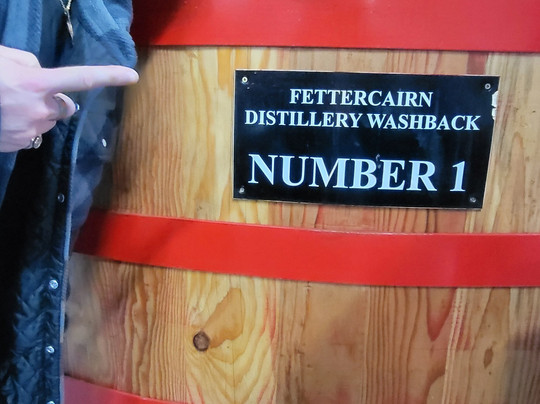 FETTERCAIRN
DISTILLERY WASHBACK
NUMBER 1